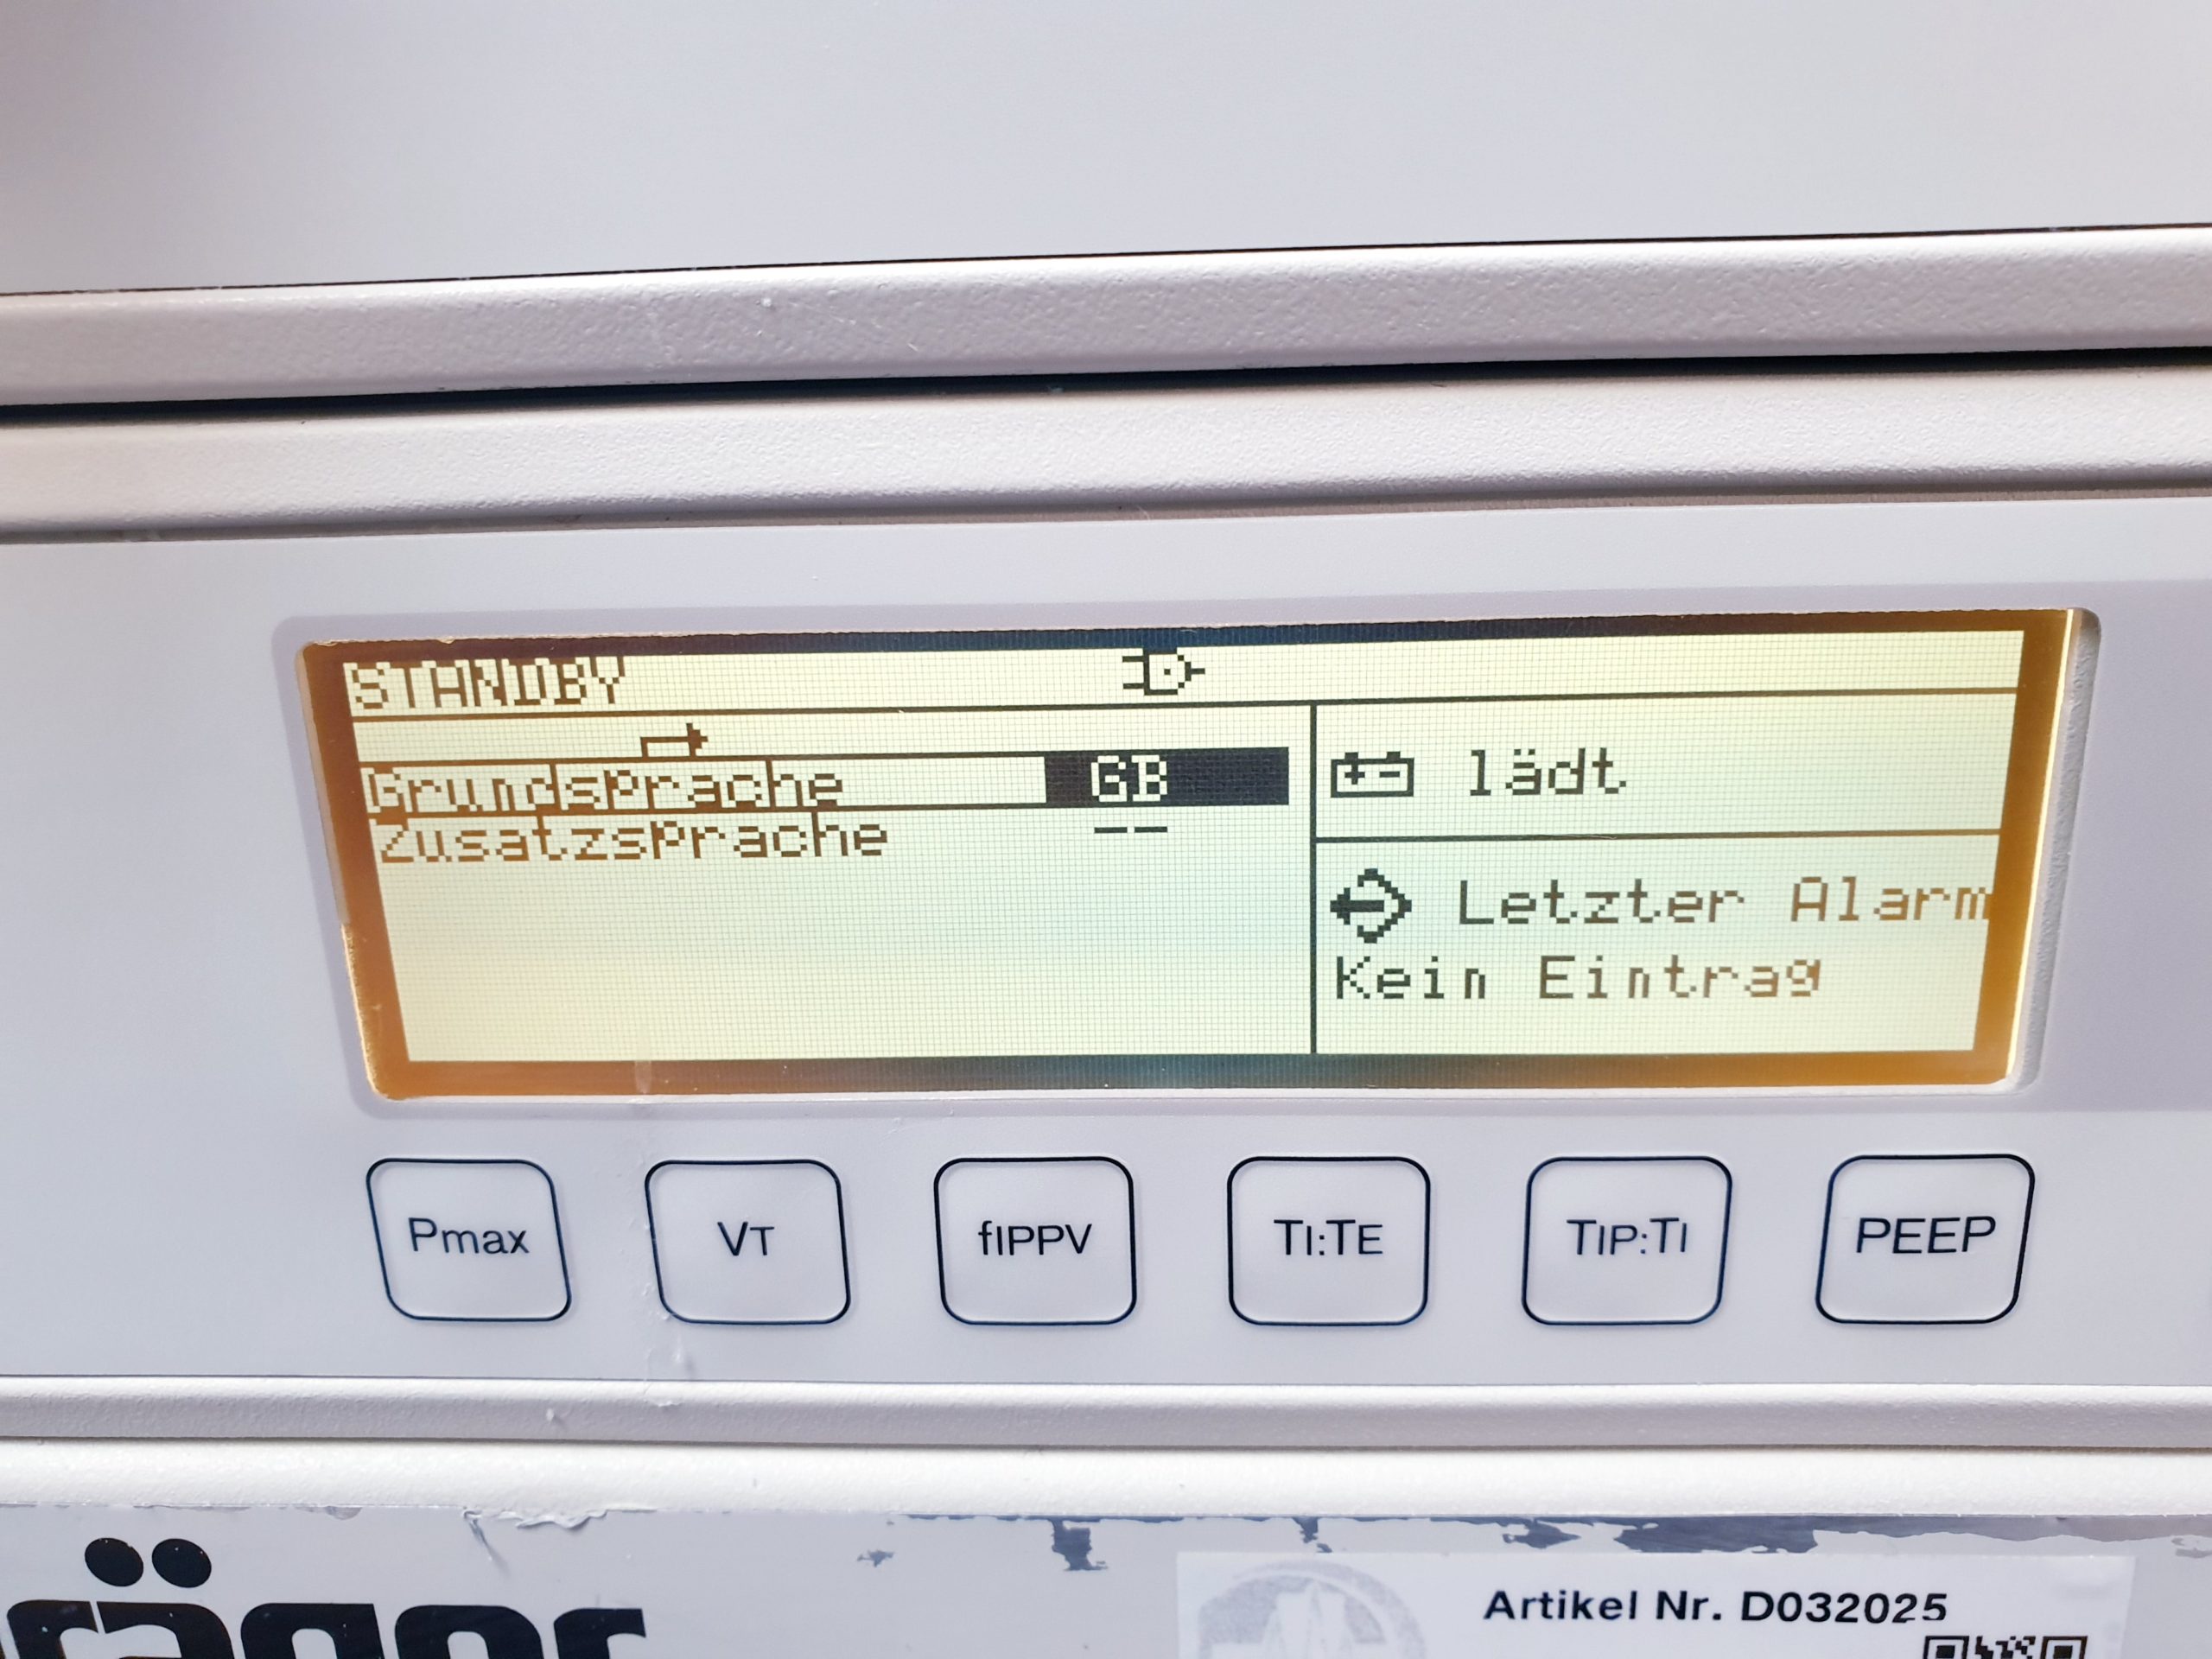 STANDBY
Grundsprache GB
Zusatzsprache --
lädt
Letzter Alarm
Kein Eintrag
Pmax
VT
fIPPV
TI:TE
TIP:TI
PEEP
Artikel Nr. D032025